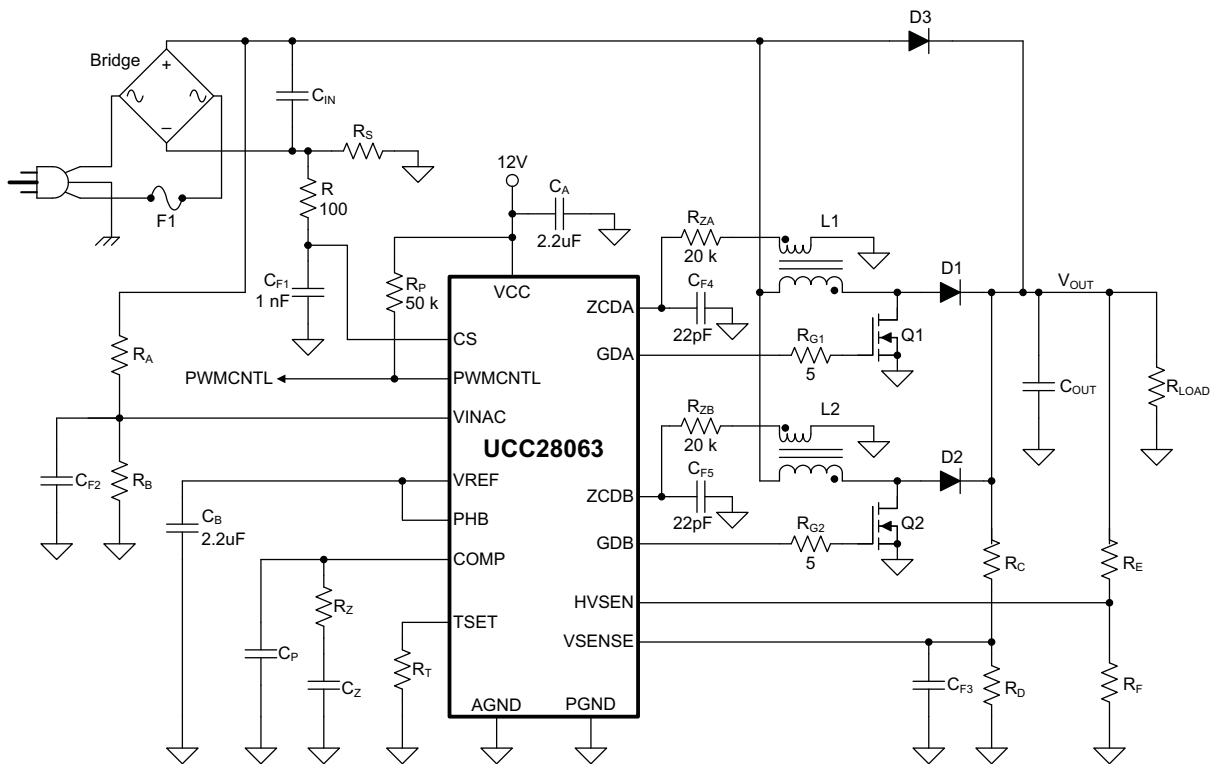 D3
Bridge
+
–
C_IN
R_S
F1
R
100
12V
C_A
2.2uF
R_ZA
20 k
L1
C_F4
22pF
D1
V_OUT
C_F1
1 nF
R_P
50 k
VCC
ZCDA
CS
GDA
R_G1
5
Q1
R_A
PWMCNTL
PWMCNTL
C_OUT
R_LOAD
VINAC
R_ZB
20 k
L2
UCC28063
C_F2
R_B
VREF
ZCDB
C_F5
22pF
D2
C_B
2.2uF
PHB
GDB
R_G2
5
Q2
COMP
R_C
R_E
R_Z
HVSEN
TSET
VSENSE
C_P
C_Z
R_T
C_F3
R_D
R_F
AGND
PGND